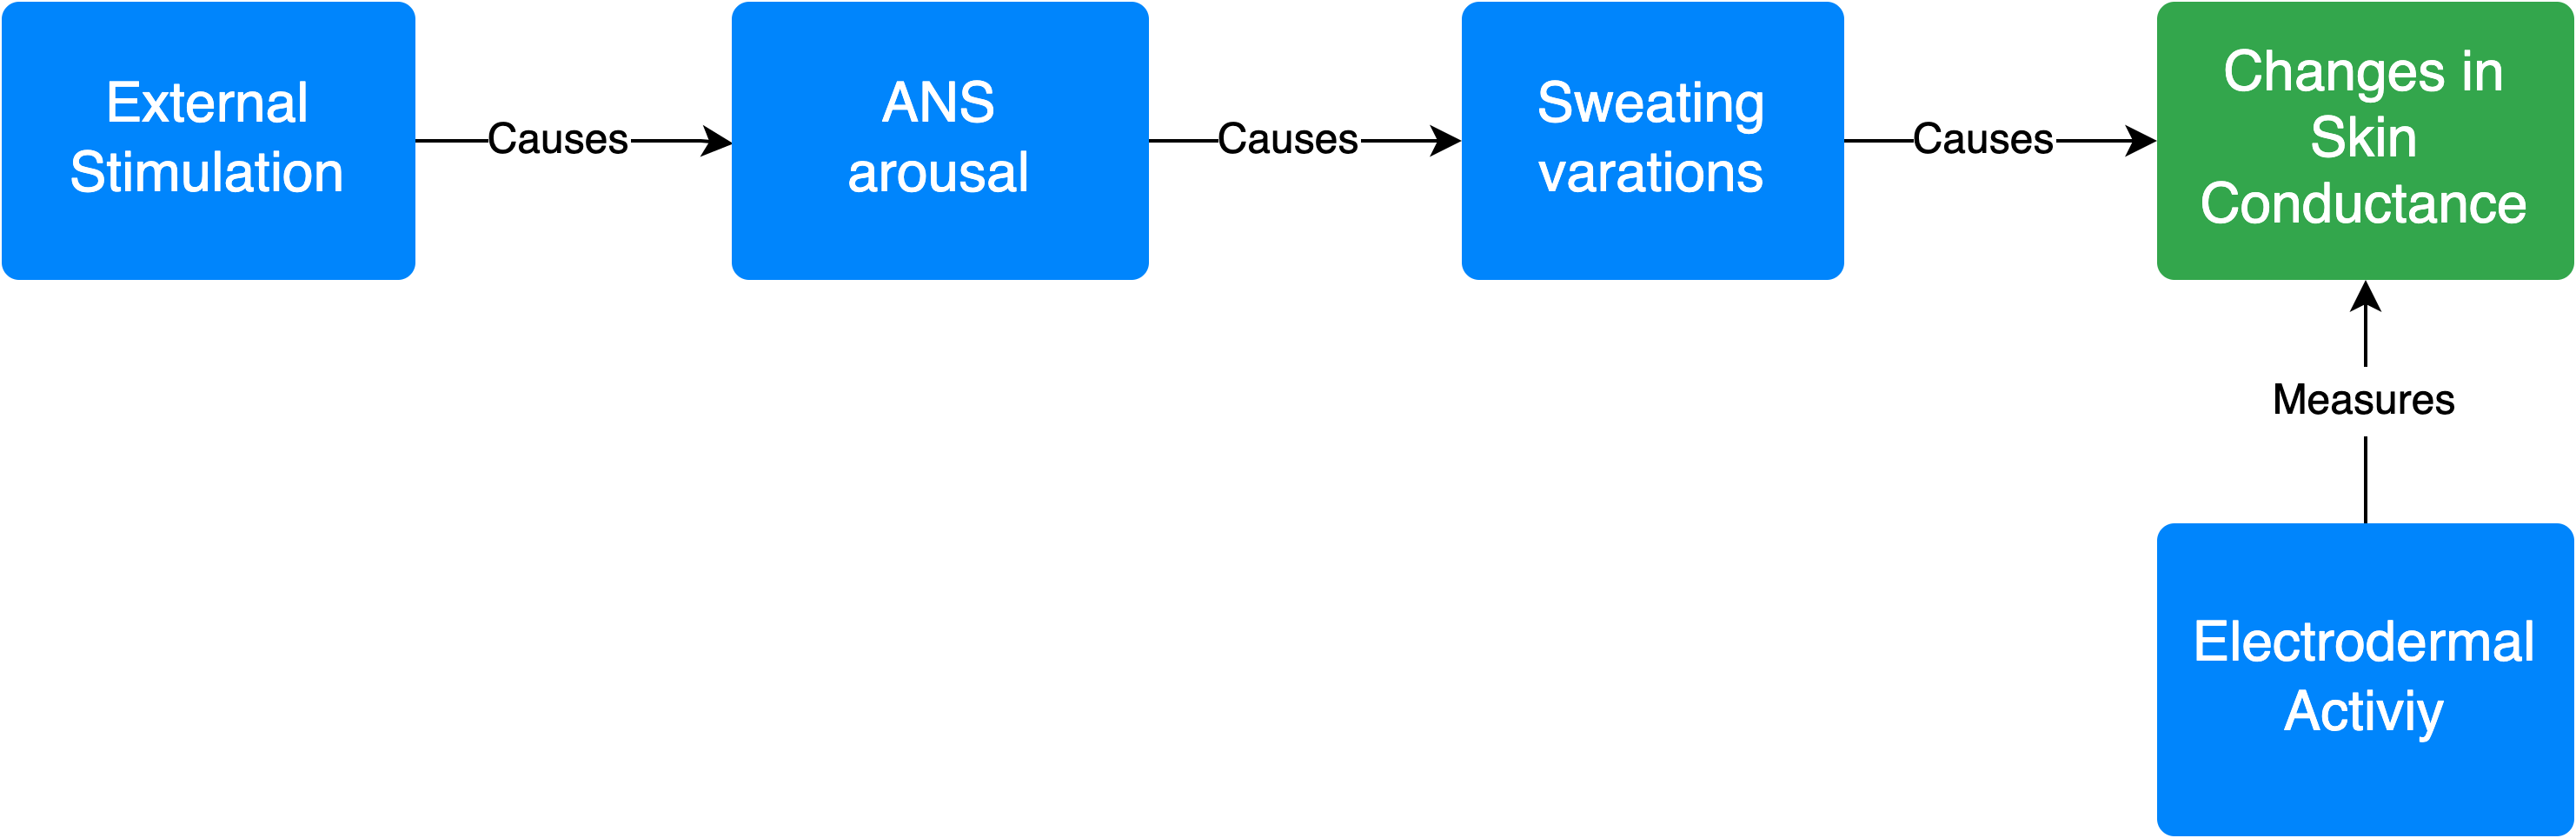 External
Stimulation
Causes
ANS
arousal
Causes
Sweating
varations
Causes
Changes in
Skin
Conductance
Measures
Electrodermal
Activiy